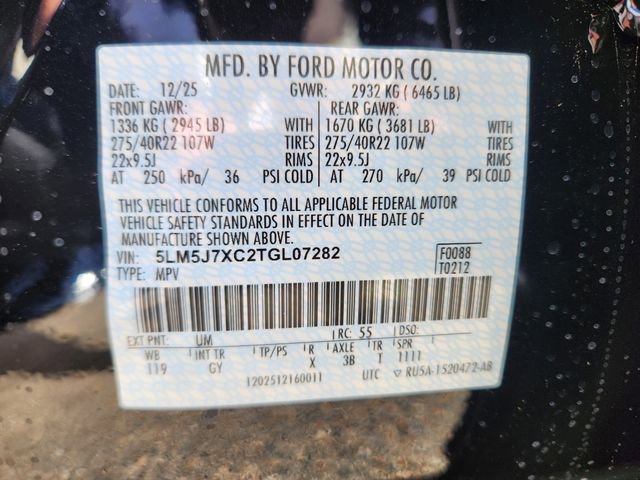 MFD. BY FORD MOTOR CO.
DATE: 12/25 GVWR: 2932 KG ( 6465 LB)
FRONT GAWR: REAR GAWR:
1336 KG ( 2945 LB) WITH 1670 KG ( 3681 LB) WITH
275/40R22 107W TIRES 275/40R22 107W TIRES
22x9.5J RIMS 22x9.5J RIMS
AT 250 kPa/ 36 PSI COLD AT 270 kPa/ 39 PSI COLD
THIS VEHICLE CONFORMS TO ALL APPLICABLE FEDERAL MOTOR
VEHICLE SAFETY STANDARDS IN EFFECT ON THE DATE OF
MANUFACTURE SHOWN ABOVE.
VIN: 5LM5J7XC2TGL07282 F0088
TYPE: MPV T0212
EXT PNT: UM RC: 55 DSO:
WB INT TR TP/PS R AXLE TR SPR
119 GY X 3B T 1111
1202512160011 UTC ▽ RU5A-1520472-AB